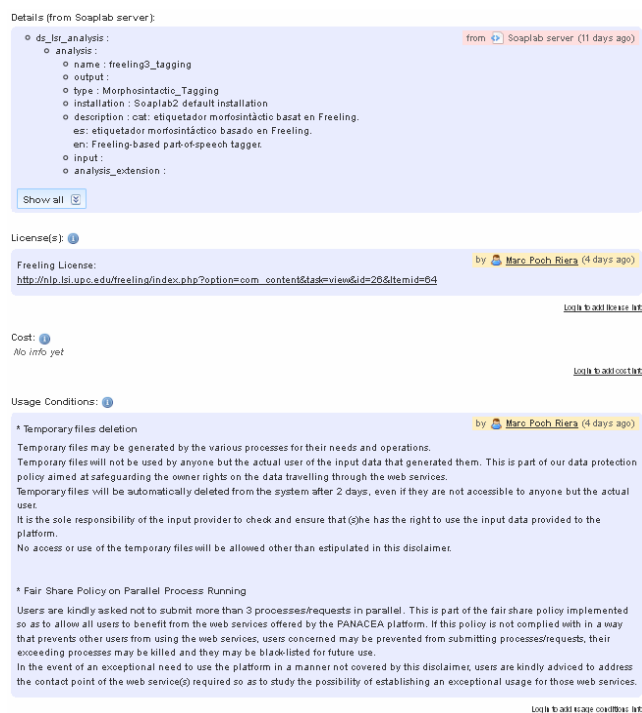 Details (from Soaplab server):
from Soaplab server (11 days ago)
ds_lsr_analysis :
analysis :
name : freeling3_tagging
output :
type : Morphosintactic_Tagging
installation : Soaplab2 default installation
description : cat: etiquetador morfosintàctic basat en Freeling.
es: etiquetador morfosintáctico basado en Freeling.
en: Freeling-based part-of-speech tagger.
input :
analysis_extension :
Show all
License(s):
by Marc Poch Riera (4 days ago)
Freeling License:
http://nlp.lsi.upc.edu/freeling/index.php?option=com_content&task=view&id=26&Itemid=64
Log in to add license info
Cost:
No info yet
Log in to add cost info
Usage Conditions:
by Marc Poch Riera (4 days ago)
* Temporary files deletion
Temporary files may be generated by the various processes for their needs and operations.
Temporary files will not be used by anyone but the actual user of the input data that generated them. This is part of our data protection
policy aimed at safeguarding the owner rights on the data travelling through the web services.
Temporary files will be automatically deleted from the system after 2 days, even if they are not accessible to anyone but the actual
user.
It is the sole responsibility of the input provider to check and ensure that (s)he has the right to use the input data provided to the
platform.
No access or use of the temporary files will be allowed other than estipulated in this disclaimer.
* Fair Share Policy on Parallel Process Running
Users are kindly asked not to submit more than 3 processes/requests in parallel. This is part of the fair share policy implemented
so as to allow all users to benefit from the web services offered by the PANACEA platform. If this policy is not complied with in a way
that prevents other users from using the web services, users concerned may be prevented from submitting processes/requests, their
exceeding processes may be killed and they may be black-listed for future use.
In the event of an exceptional need to use the platform in a manner not covered by this disclaimer, users are kindly adviced to address
the contact point of the web service(s) required so as to study the possibility of establishing an exceptional usage for those web services.
Log in to add usage conditions info